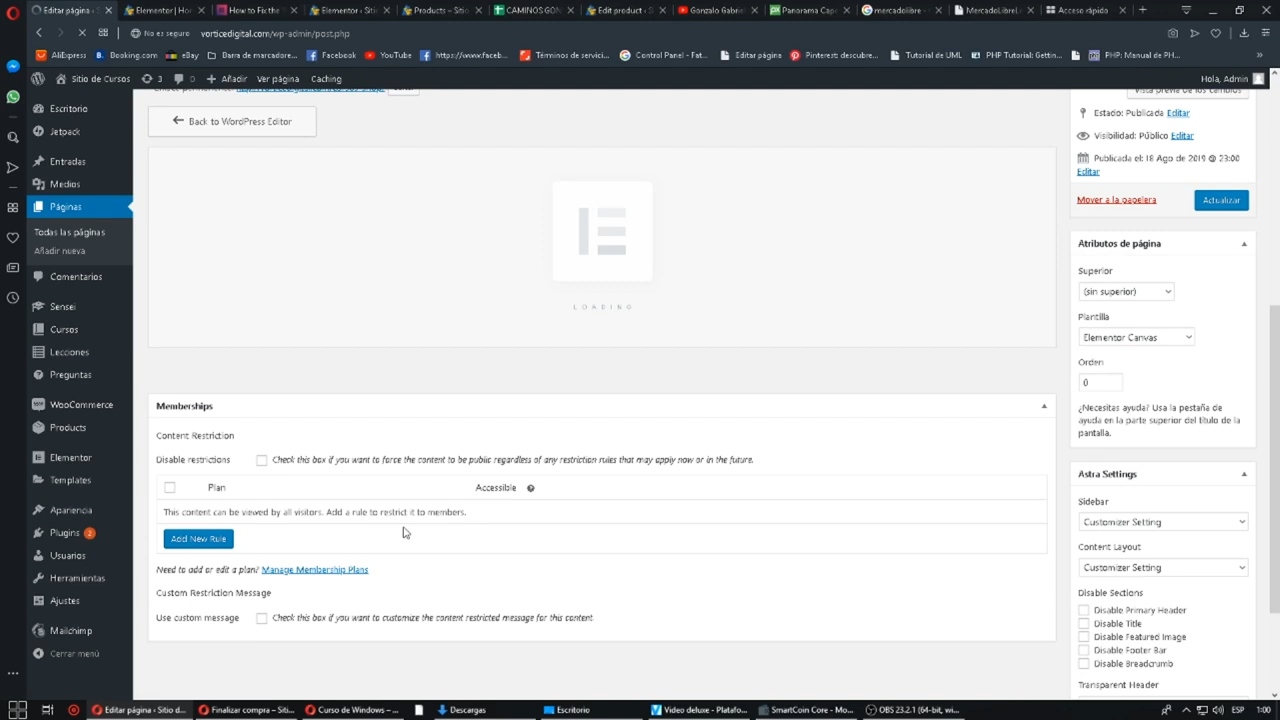 Editar página ‹ S
Elementor | Ho
How to Fix the
Elementor ‹ Siti
Products – Siti
CAMINOS GON
Edit product ‹ S
Gonzalo Gabrie
Panorama Cap
mercadolibre -
MercadoLibreL
Acceso rápido
No es seguro vorticedigital.com/wp-admin/post.php
AliExpress Booking.com eBay Barra de marcadore... Facebook YouTube https://www.faceb... Términos de servici... Control Panel - Fat... Editar página Pinterest: descubre... Tutorial de UML PHP Tutorial: Gettin... PHP: Manual de PH... »
Sitio de Cursos 3 0 + Añadir Ver página Caching Hola, Admin
Escritorio
Jetpack
Entradas
Medios
Páginas
Todas las páginas
Añadir nueva
Comentarios
Sensei
Cursos
Lecciones
Preguntas
WooCommerce
Products
Elementor
Templates
Apariencia
Plugins 2
Usuarios
Herramientas
Ajustes
Mailchimp
Cerrar menú
Back to WordPress Editor
LOADING
Memberships
Content Restriction
Disable restrictions Check this box if you want to force the content to be public regardless of any restriction rules that may apply now or in the future.
Plan Accessible
This content can be viewed by all visitors. Add a rule to restrict it to members.
Add New Rule
Need to add or edit a plan? Manage Membership Plans
Custom Restriction Message
Use custom message Check this box if you want to customize the content restricted message for this content.
Vista previa de los cambios
Estado: Publicada Editar
Visibilidad: Público Editar
Publicada el: 18 Ago de 2019 @ 23:00
Editar
Mover a la papelera Actualizar
Atributos de página
Superior
(sin superior)
Plantilla
Elementor Canvas
Orden
0
¿Necesitas ayuda? Usa la pestaña de
ayuda en la parte superior del título de la
pantalla.
Astra Settings
Sidebar
Customizer Setting
Content Layout
Customizer Setting
Disable Sections
Disable Primary Header
Disable Title
Disable Featured Image
Disable Footer Bar
Disable Breadcrumb
Transparent Header
Editar página ‹ Sitio d... Finalizar compra – Siti... Curso de Windows –... Descargas Escritorio Video deluxe - Platafo... SmartCoin Core - Mo... OBS 23.2.1 (64-bit, wi... ESP 1:00